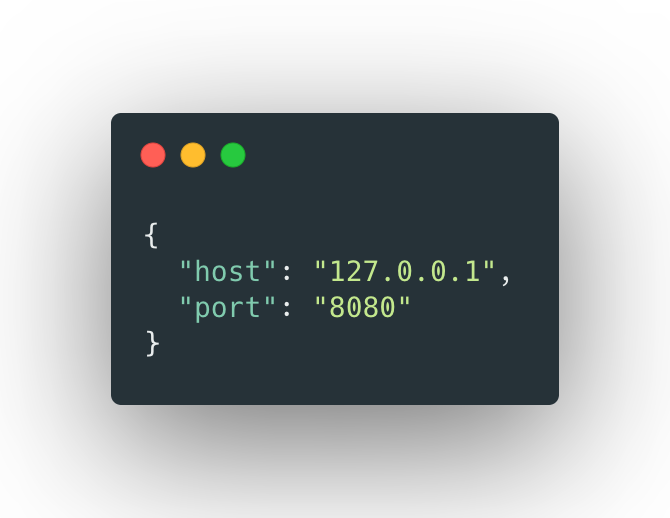 {
  "host": "127.0.0.1",
  "port": "8080"
}